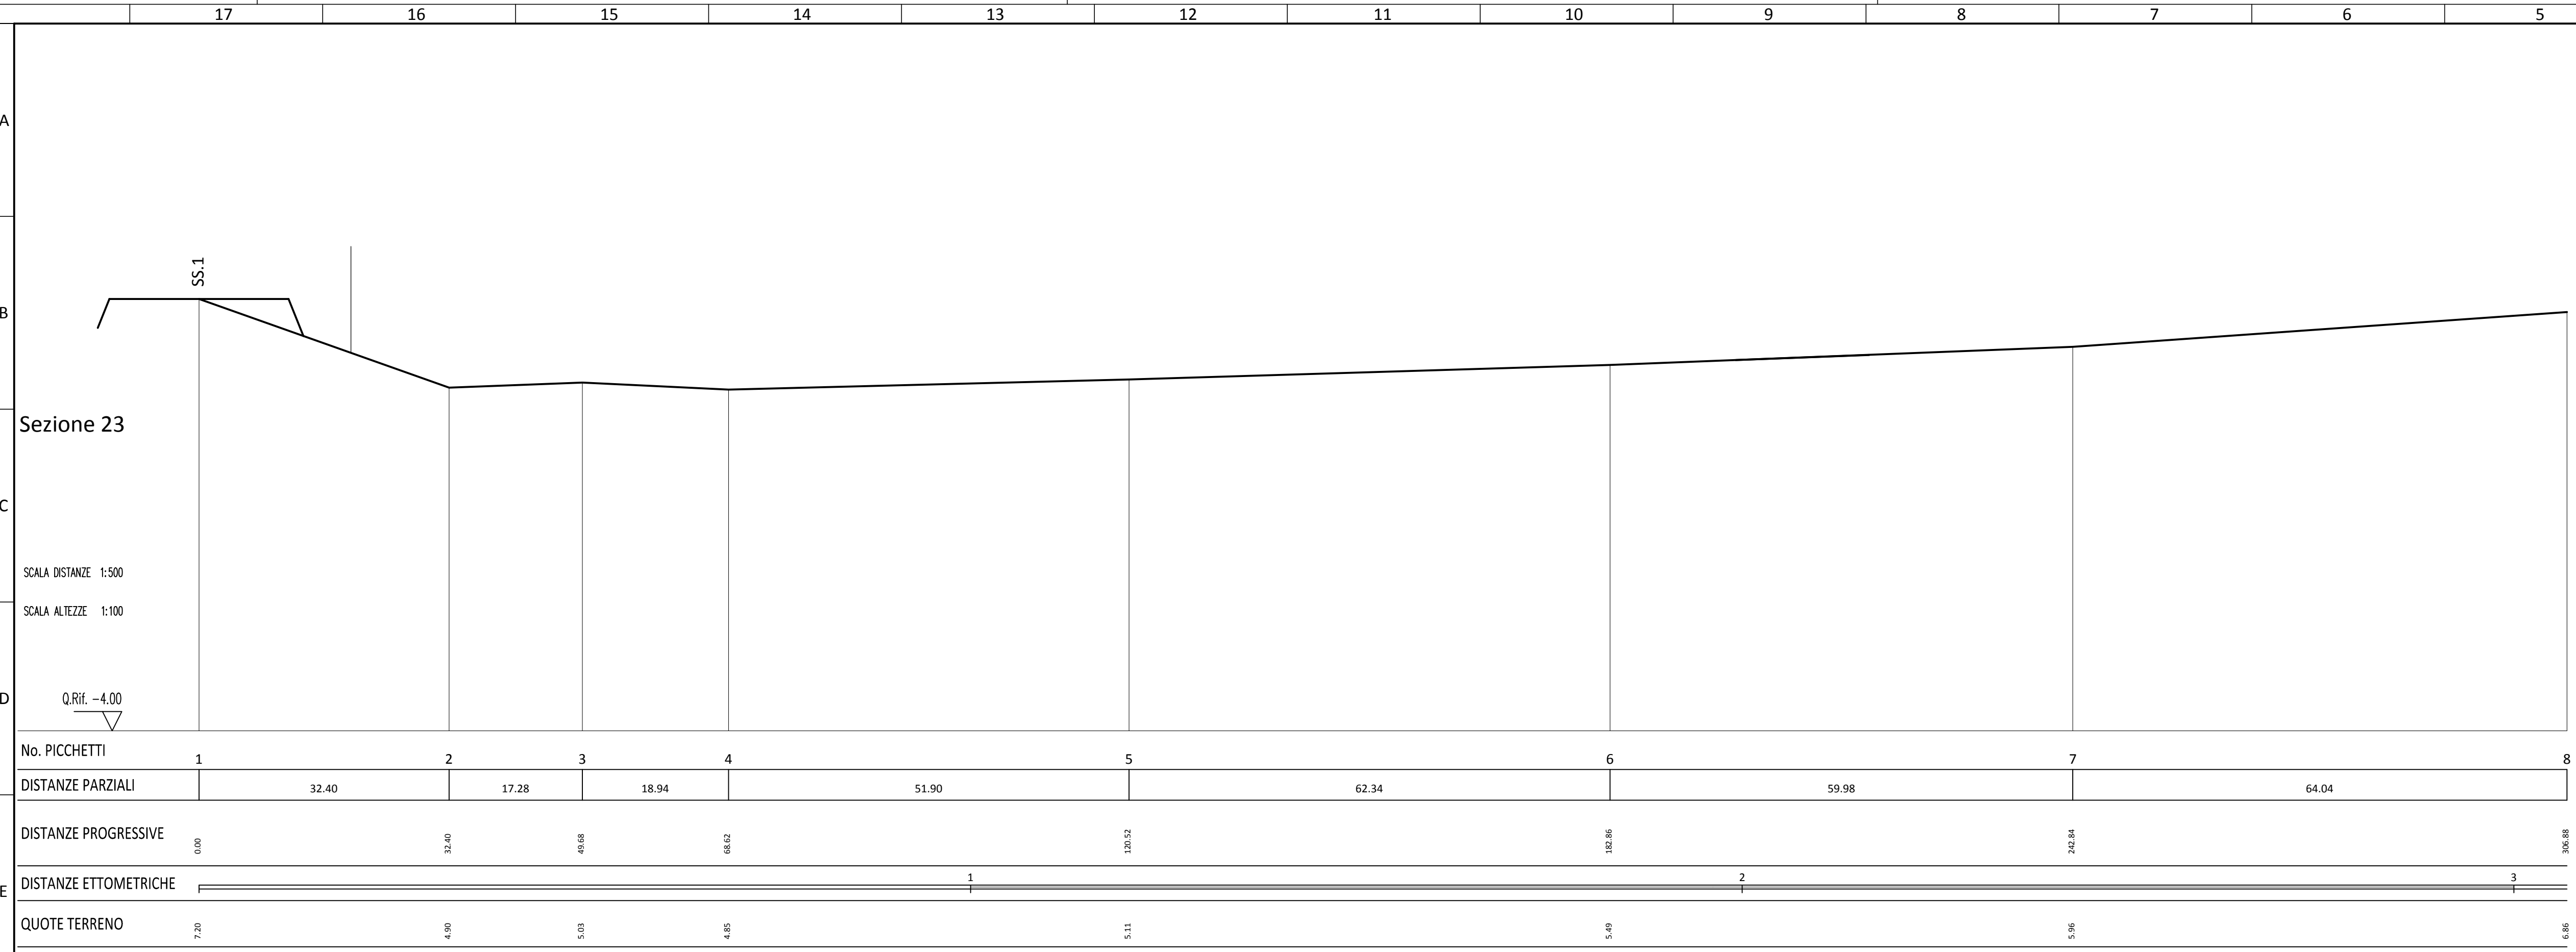 17 16 15 14 13 12 11 10 9 8 7 6 5
A
SS.1
B
Sezione 23
C
SCALA DISTANZE 1:500
SCALA ALTEZZE 1:100
D
Q.Rif. -4.00
No. PICCHETTI
1 2 3 4 5 6 7 8
DISTANZE PARZIALI 32.40 17.28 18.94 51.90 62.34 59.98 64.04
DISTANZE PROGRESSIVE 0.00 32.40 49.68 68.62 120.52 182.86 242.84 306.88
1 2 3
E
DISTANZE ETTOMETRICHE
QUOTE TERRENO 7.20 4.90 5.03 4.85 5.11 5.49 5.96 6.86